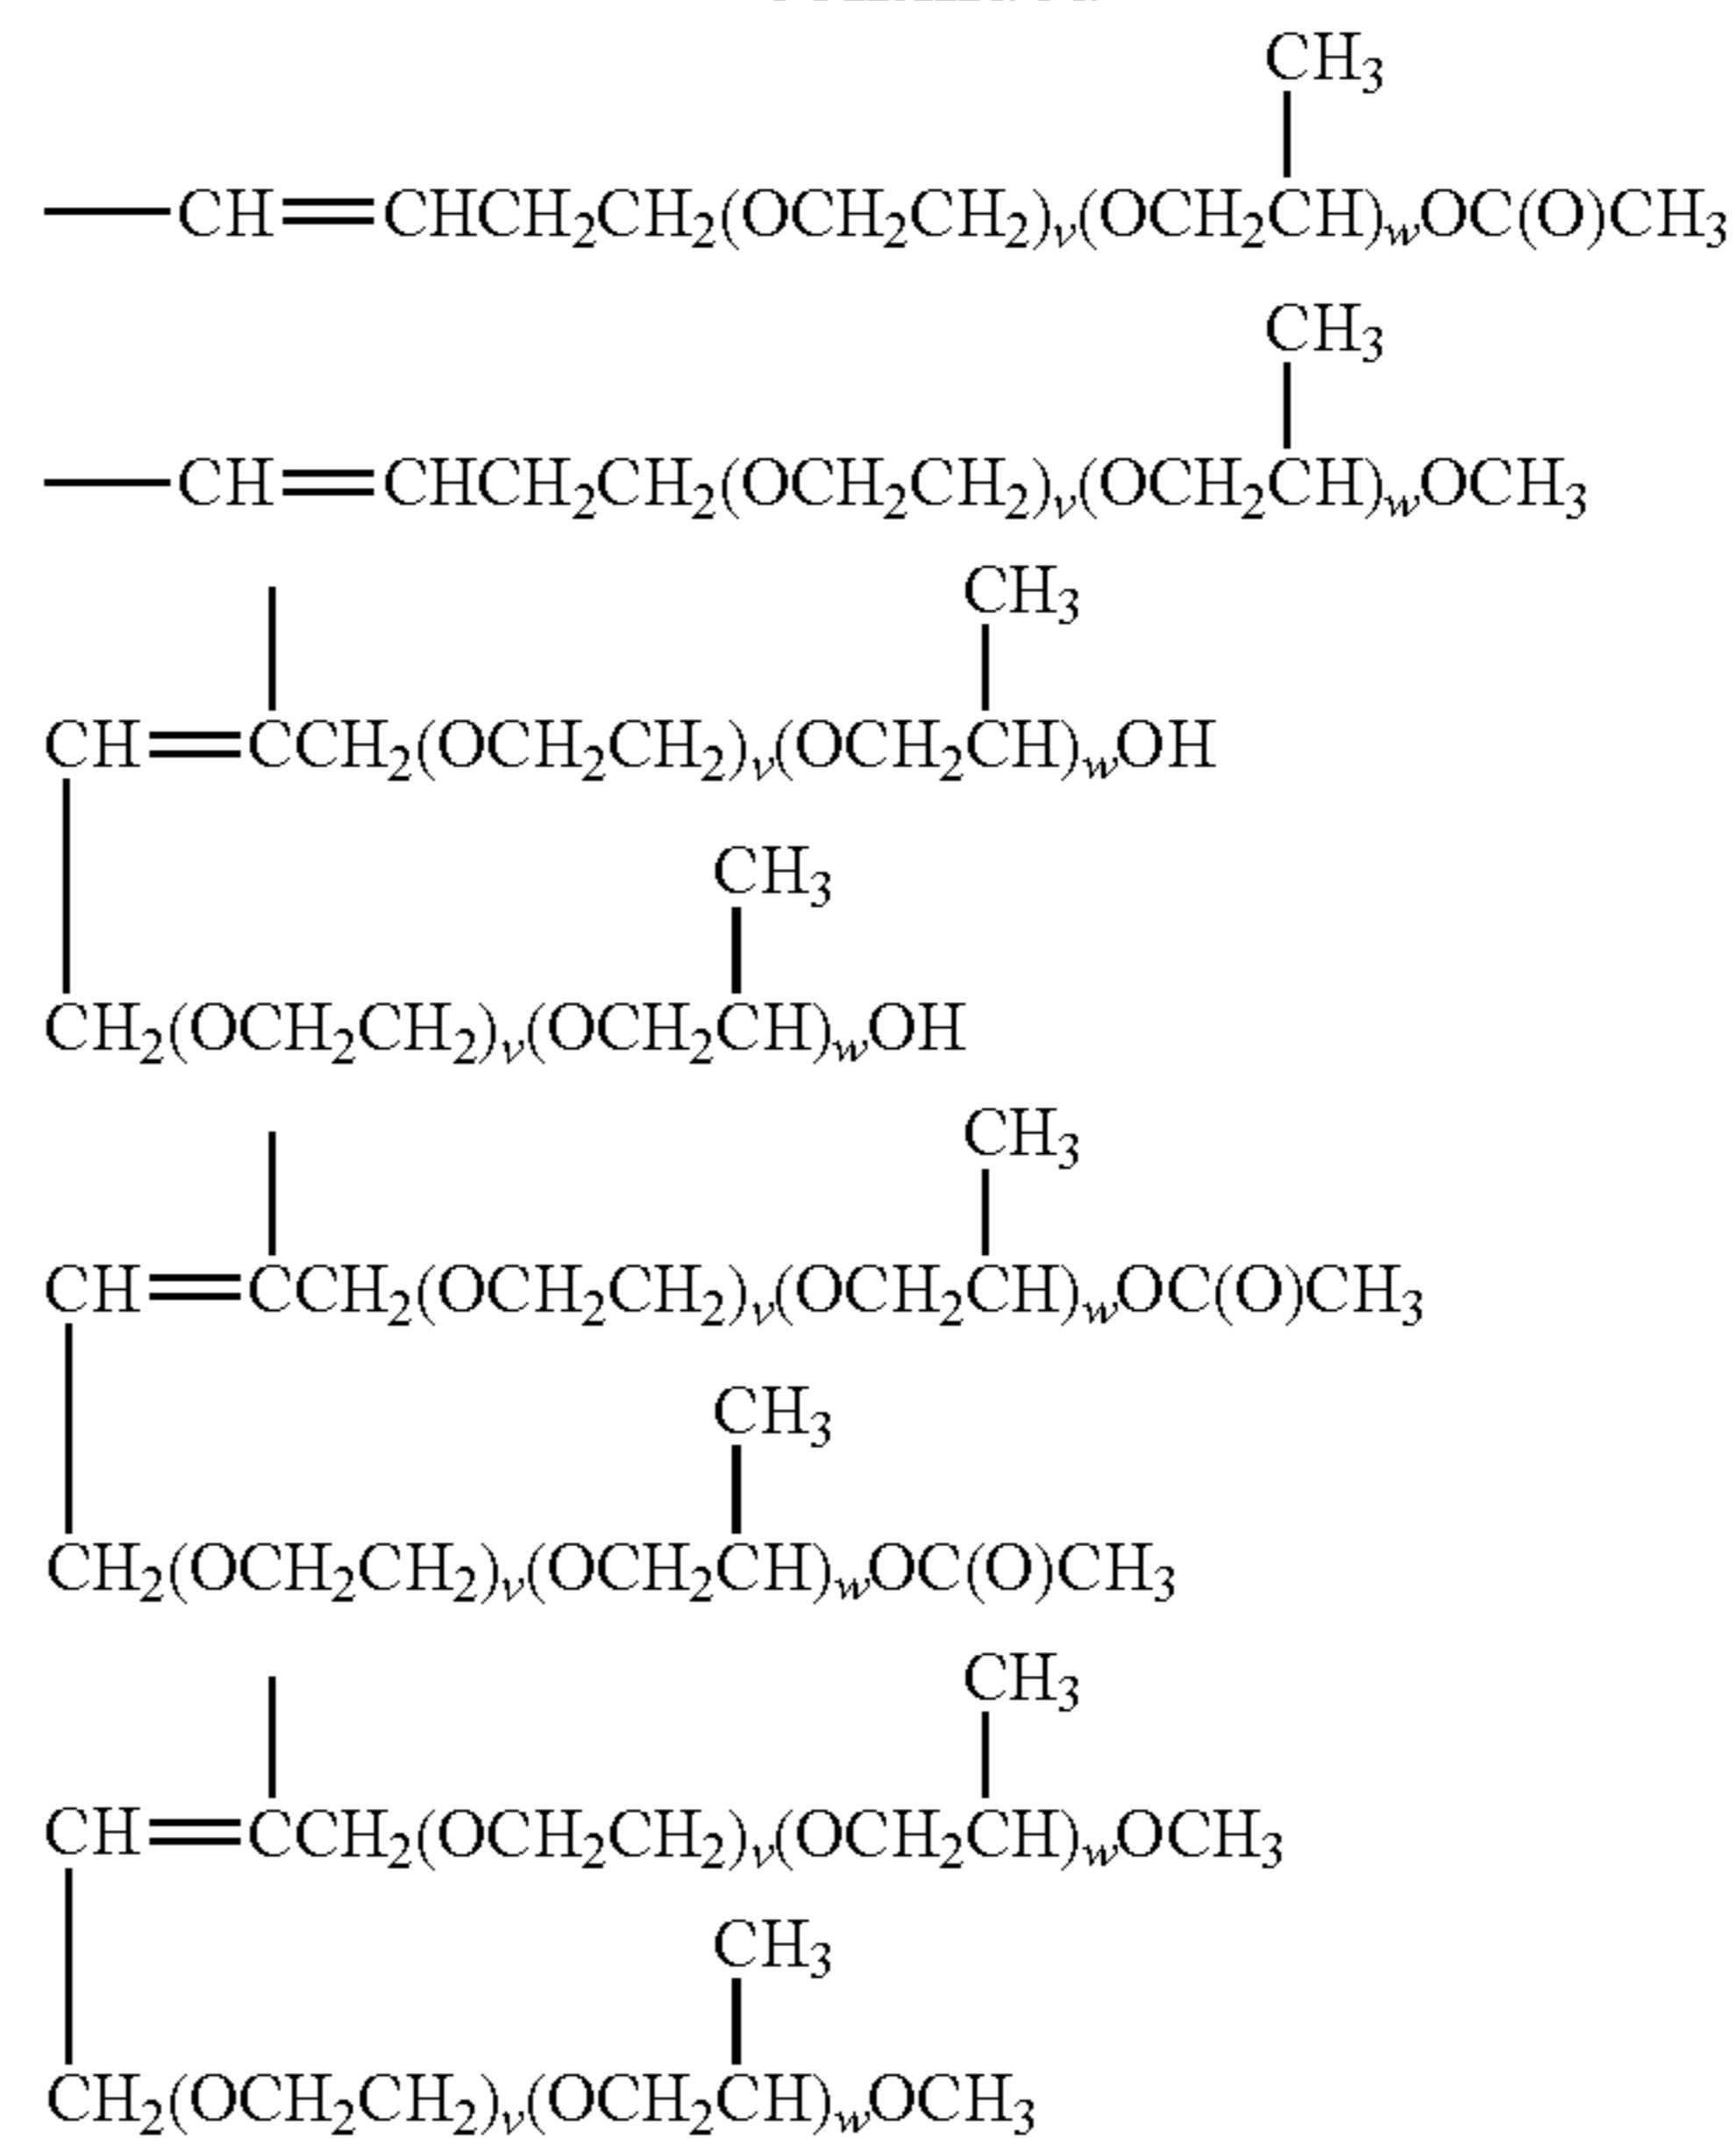 CH₃
—CH=CHCH₂CH₂(OCH₂CH₂)ᵥ(OCH₂CH)wOC(O)CH₃
CH₃
—CH=CHCH₂CH₂(OCH₂CH₂)ᵥ(OCH₂CH)wOCH₃
CH₃
CH=CCH₂(OCH₂CH₂)ᵥ(OCH₂CH)wOH
CH₃
CH₂(OCH₂CH₂)ᵥ(OCH₂CH)wOH
CH₃
CH=CCH₂(OCH₂CH₂)ᵥ(OCH₂CH)wOC(O)CH₃
CH₃
CH₂(OCH₂CH₂)ᵥ(OCH₂CH)wOC(O)CH₃
CH₃
CH=CCH₂(OCH₂CH₂)ᵥ(OCH₂CH)wOCH₃
CH₃
CH₂(OCH₂CH₂)ᵥ(OCH₂CH)wOCH₃